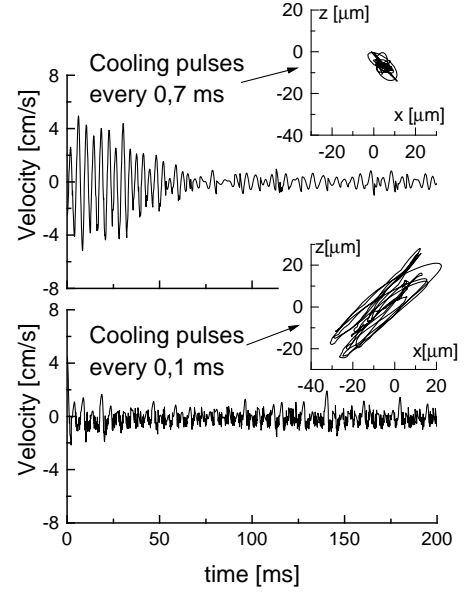 z [μm]
20
0
-20
-40
-20 0 20
x [μm]
Cooling pulses
every 0,7 ms
Velocity [cm/s]
8
4
0
-4
-8
z[μm]
20
0
-20
-40 -20 0 20
x[μm]
Cooling pulses
every 0,1 ms
Velocity [cm/s]
8
4
0
-4
-8
0 50 100 150 200
time [ms]